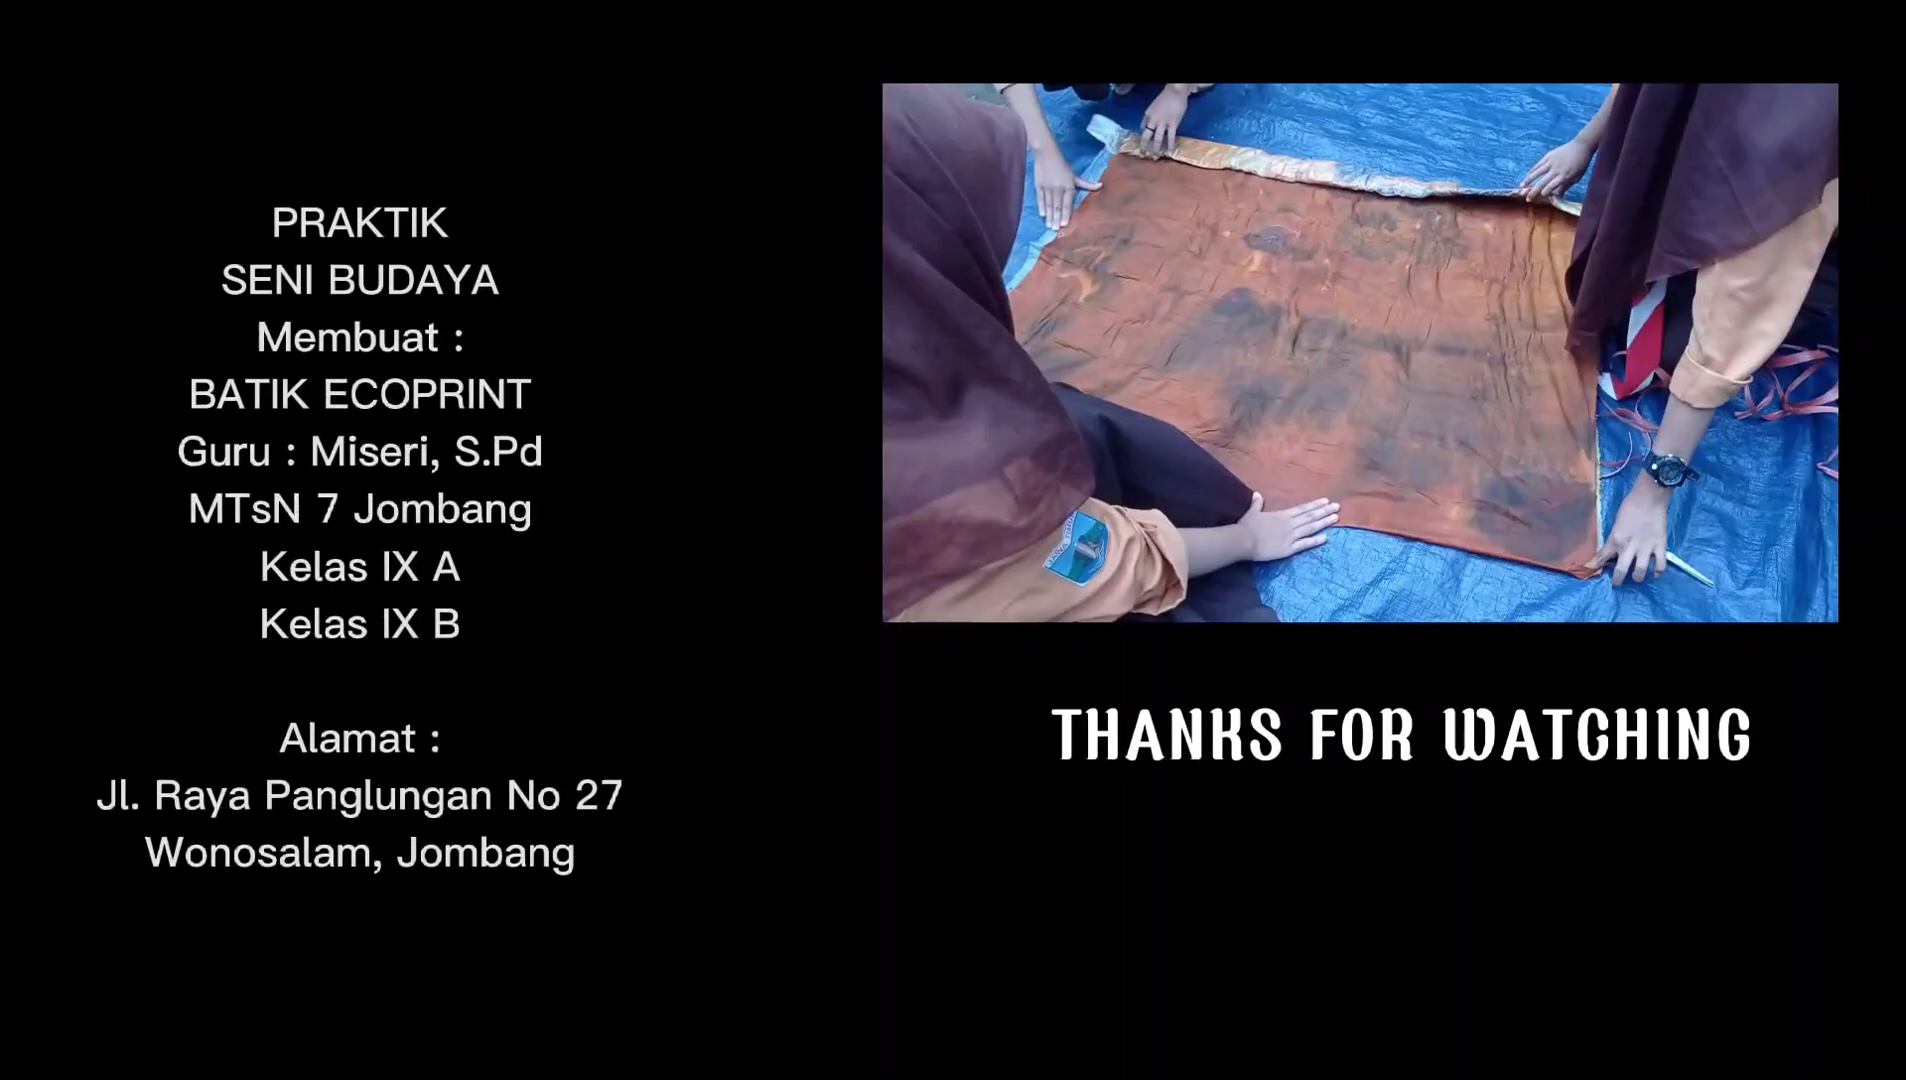 PRAKTIK
SENI BUDAYA
Membuat :
BATIK ECOPRINT
Guru : Miseri, S.Pd
MTsN 7 Jombang
Kelas IX A
Kelas IX B
Alamat :
Jl. Raya Panglungan No 27
Wonosalam, Jombang
THANKS FOR WATCHING